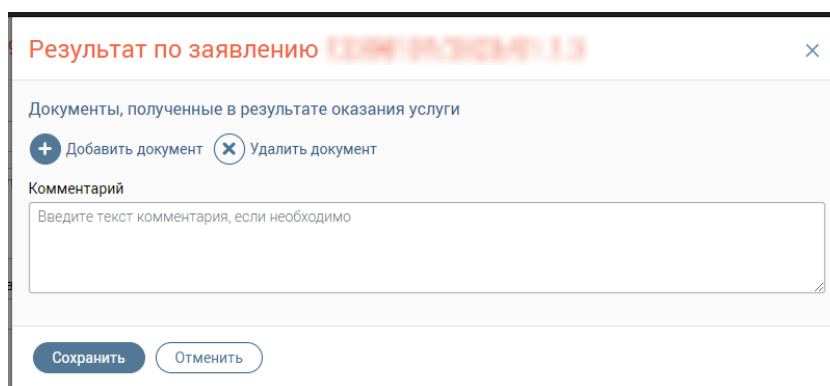 Результат по заявлению
Документы, полученные в результате оказания услуги
Добавить документ Удалить документ
Комментарий
Введите текст комментария, если необходимо
Сохранить Отменить